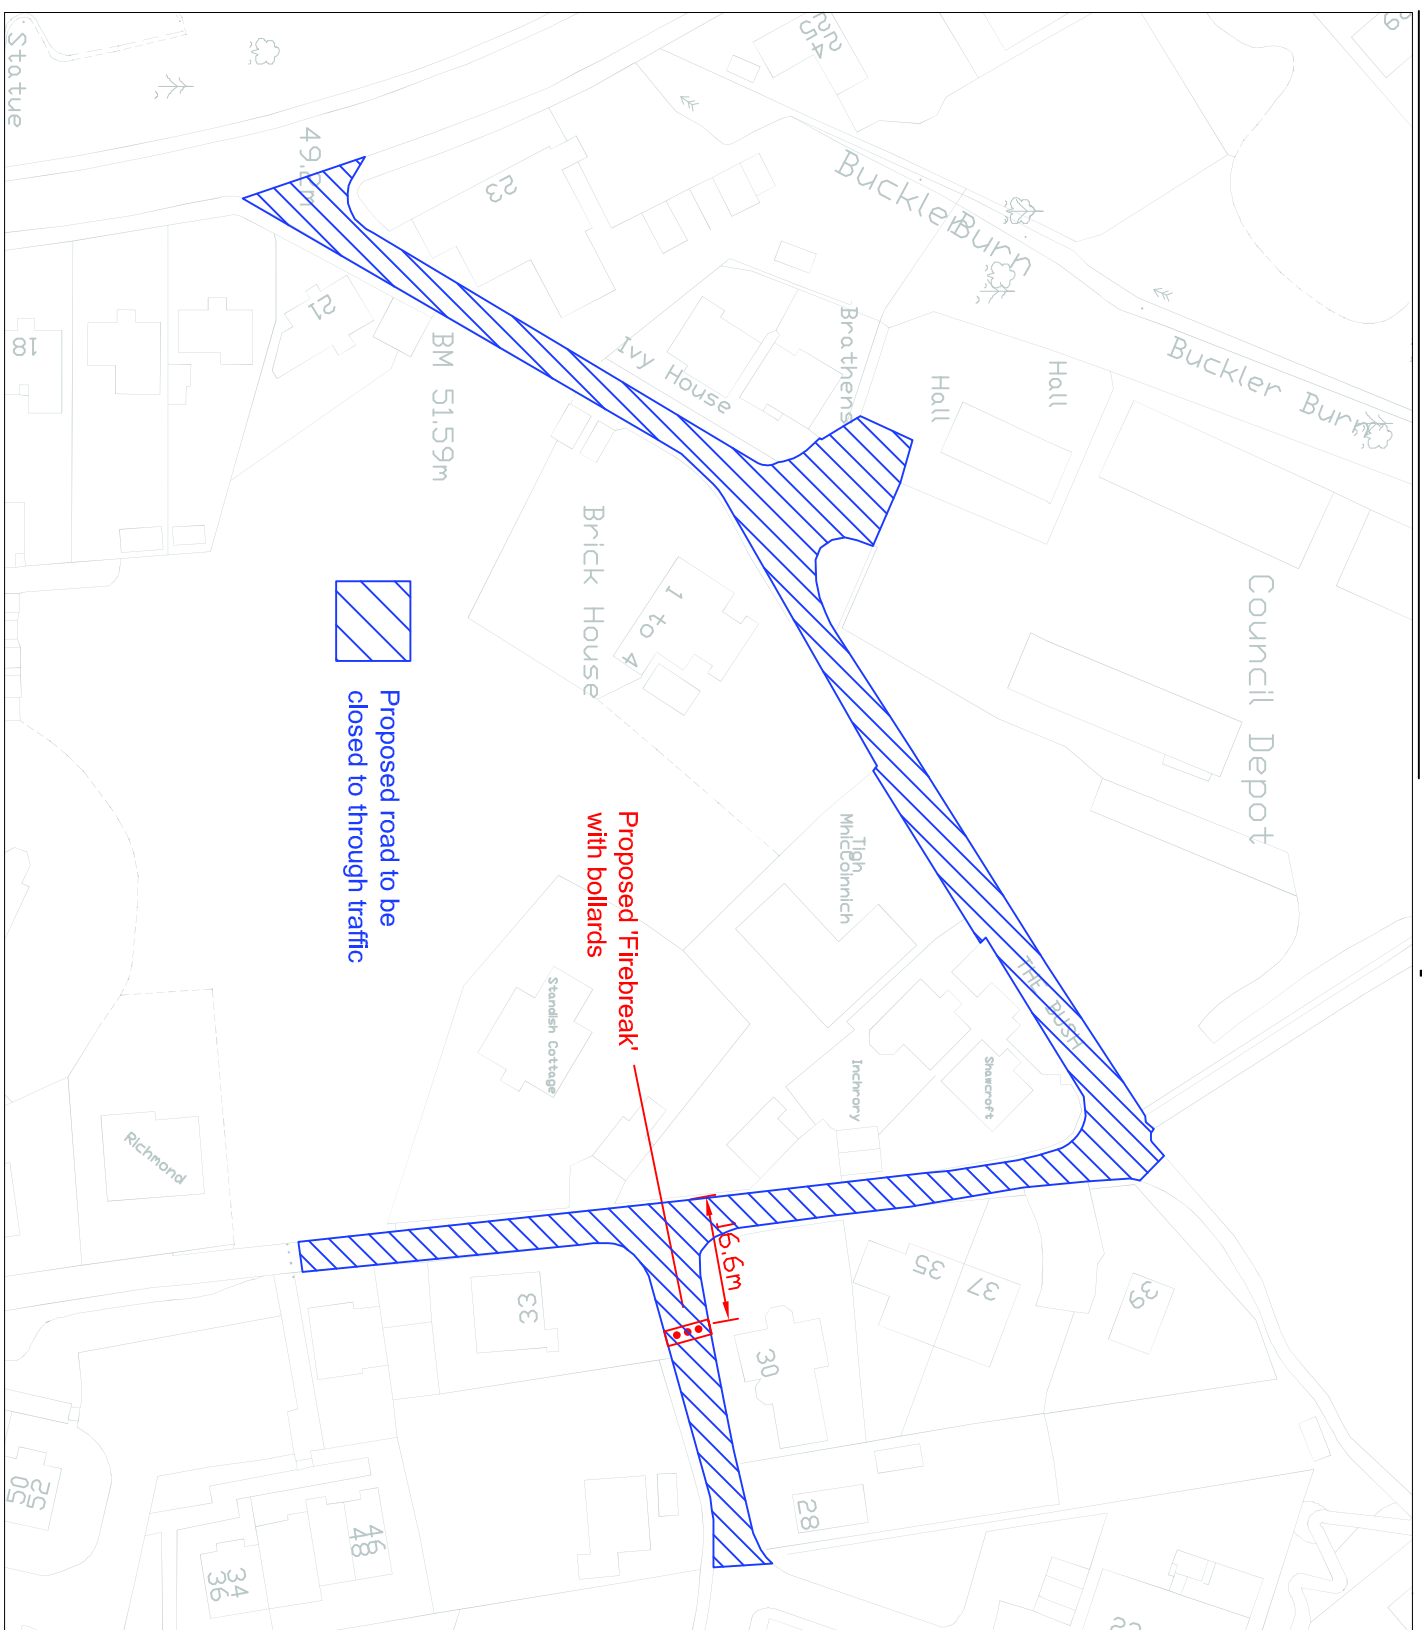 Statue
49.2m
22
54
23
Buckler Burn
21
18
BM 51.59m
Ivy House
Brathens
Hall
Hall
Buckler Burn
Brick House
1 to 4
Council Depot
Proposed road to be
closed to through traffic
Proposed 'Firebreak'
with bollards
Tigh
Mhiccoinnich
THE BUSH
Standish Cottage
Inchrory
Shawcroft
Richmond
16.6m
33
35
37
39
30
28
50
52
46
48
34
36